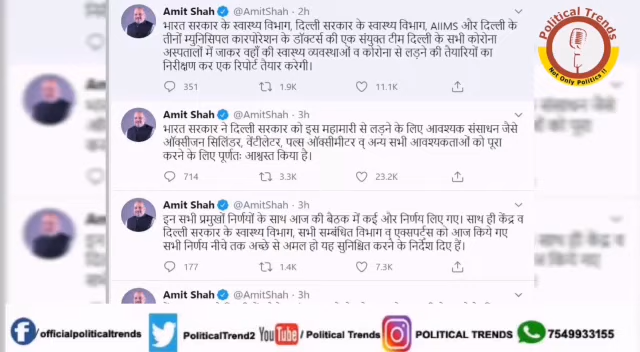 Amit Shah @AmitShah · 2h
भारत सरकार के स्वास्थ्य विभाग, दिल्ली सरकार के स्वास्थ्य विभाग, AIIMS और दिल्ली के
तीनों म्युनिसिपल कारपोरेशन के डॉक्टर्स की एक संयुक्त टीम दिल्ली के सभी कोरोना
अस्पतालों में जाकर वहाँ की स्वास्थ्य व्यवस्थाओं व कोरोना से लड़ने की तैयारियों का
निरीक्षण कर एक रिपोर्ट तैयार करेगी।
351 1.9K 11.1K
Amit Shah @AmitShah · 3h
भारत सरकार ने दिल्ली सरकार को इस महामारी से लड़ने के लिए आवश्यक संसाधन जैसे
ऑक्सीजन सिलिंडर, वेंटीलेटर, पल्स ऑक्सीमीटर व अन्य सभी आवश्यकताओं को पूरा
करने के लिए पूर्णतः आश्वस्त किया है।
714 3.3K 23.2K
Amit Shah @AmitShah · 3h
इन सभी प्रमुखों निर्णयों के साथ आज की बैठक में कई और निर्णय लिए गए। साथ ही केंद्र व
दिल्ली सरकार के स्वास्थ्य विभाग, सभी सम्बंधित विभाग व एक्सपर्टस को आज किये गए
सभी निर्णय नीचे तक अच्छे से अमल हो यह सुनिश्चित करने के निर्देश दिए हैं।
177 1.4K 7.3K
Amit Shah @AmitShah · 3h
Political Trends
Not Only Politics !!
/officialpoliticaltrends PoliticalTrend2 YouTube / Political Trends POLITICAL TRENDS 7549933155